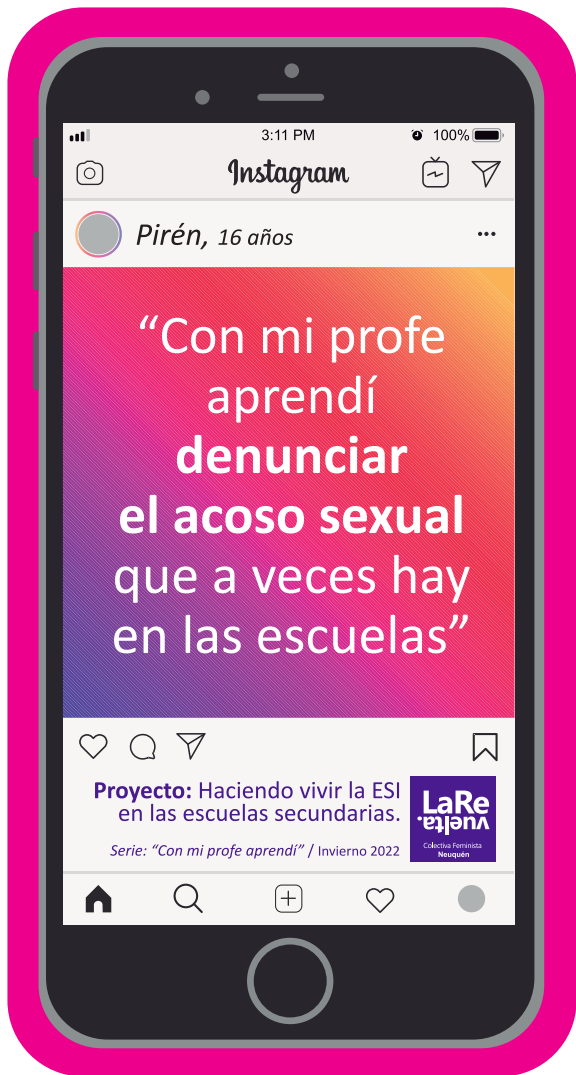 3:11 PM
100%
Instagram
Pirén, 16 años
“Con mi profe
aprendí
denunciar
el acoso sexual
que a veces hay
en las escuelas”
Proyecto: Haciendo vivir la ESI
en las escuelas secundarias.
Serie: “Con mi profe aprendí” / Invierno 2022
LaRe
vuelta.
Colectiva Feminista
Neuquén